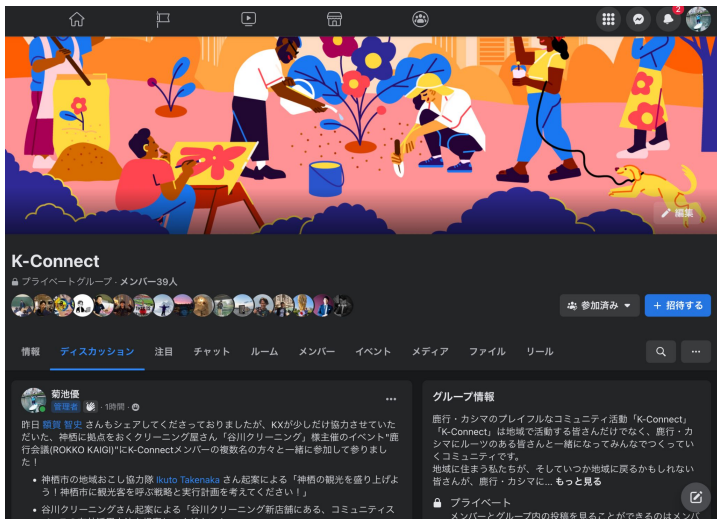 2
編集
K-Connect
プライベートグループ · メンバー39人
参加済み
+ 招待する
情報 ディスカッション 注目 チャット ルーム メンバー イベント メディア ファイル リール
菊池優
管理者 · 1時間 ·
昨日 額賀 智史 さんもシェアしてくださっておりましたが、KXが少しだけ協力させていた
だいた、神栖に拠点をおくクリーニング屋さん「谷川クリーニング」様主催のイベント"鹿
行会議(ROKKO KAIGI)"にK-Connectメンバーの複数名の方々と一緒に参加して参りまし
た！
• 神栖市の地域おこし協力隊 Ikuto Takenaka さん起案による「神栖の観光を盛り上げよ
う！神栖市に観光客を呼ぶ戦略と実行計画を考えてください！」
• 谷川クリーニングさん起案による「谷川クリーニング新店舗にある、コミュニティス
グループ情報
鹿行・カシマのプレイフルなコミュニティ活動「K-Connect」
「K-Connect」は地域で活動する皆さんだけでなく、鹿行・カ
シマにルーツのある皆さんと一緒になってみんなでつくってい
くコミュニティです。
地域に住まう私たちが、そしていつか地域に戻るかもしれない
皆さんが、鹿行・カシマに... もっと見る
プライベート
メンバーとグループ内の投稿を見ることができるのはメンバ